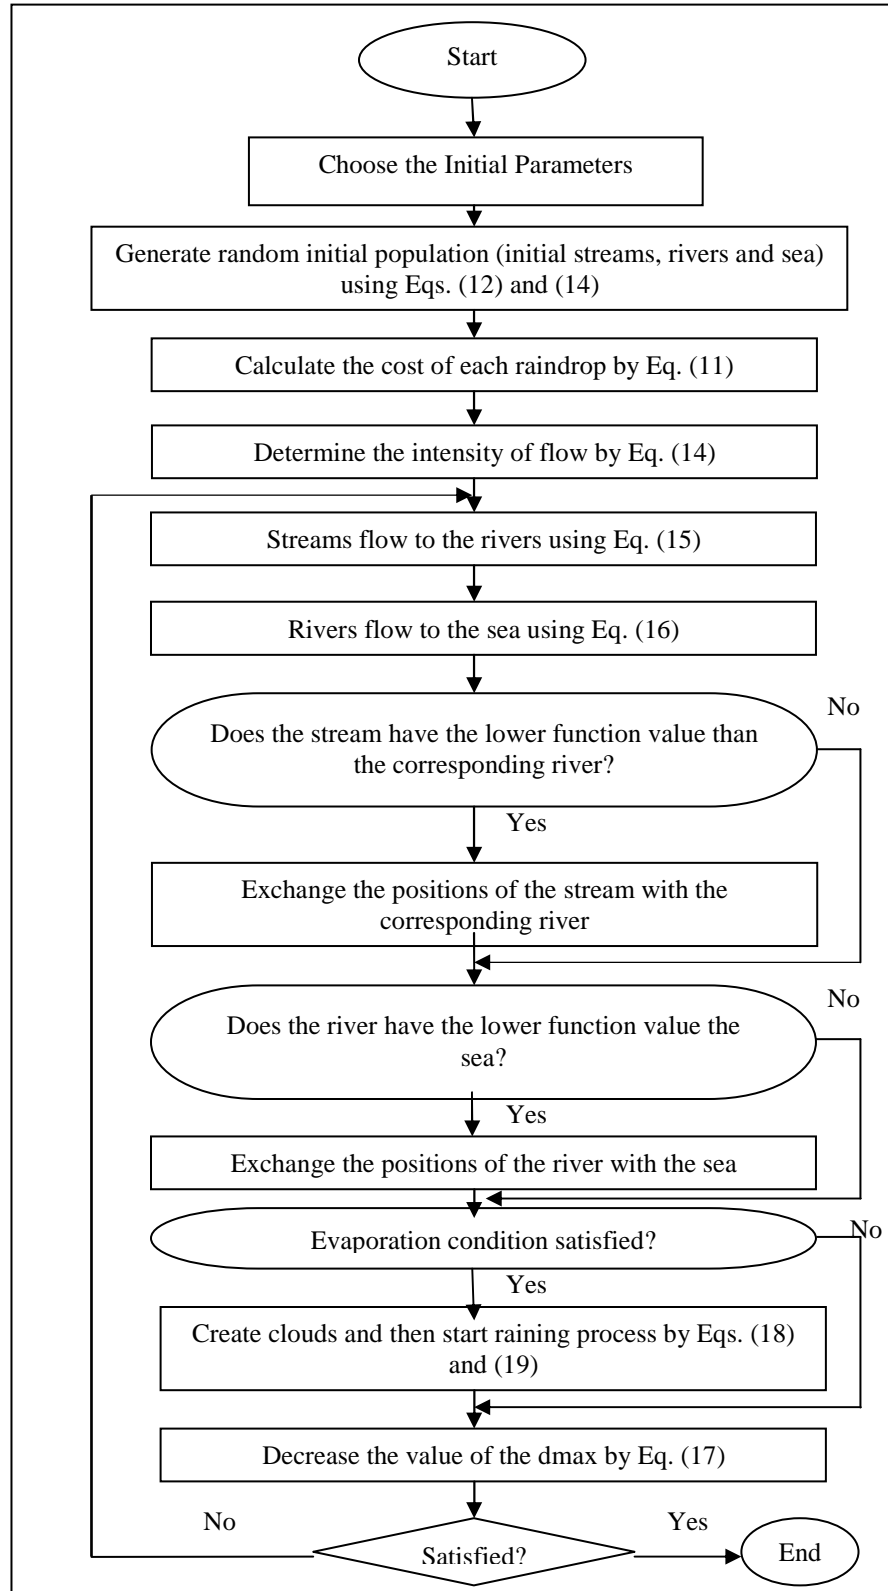 Start
Choose the Initial Parameters
Generate random initial population (initial streams, rivers and sea)
using Eqs. (12) and (14)
Calculate the cost of each raindrop by Eq. (11)
Determine the intensity of flow by Eq. (14)
Streams flow to the rivers using Eq. (15)
Rivers flow to the sea using Eq. (16)
No
Does the stream have the lower function value than
the corresponding river?
Yes
Exchange the positions of the stream with the
corresponding river
No
Does the river have the lower function value the
sea?
Yes
Exchange the positions of the river with the sea
No
Evaporation condition satisfied?
Yes
Create clouds and then start raining process by Eqs. (18)
and (19)
Decrease the value of the dmax by Eq. (17)
No
Yes
Satisfied?
End